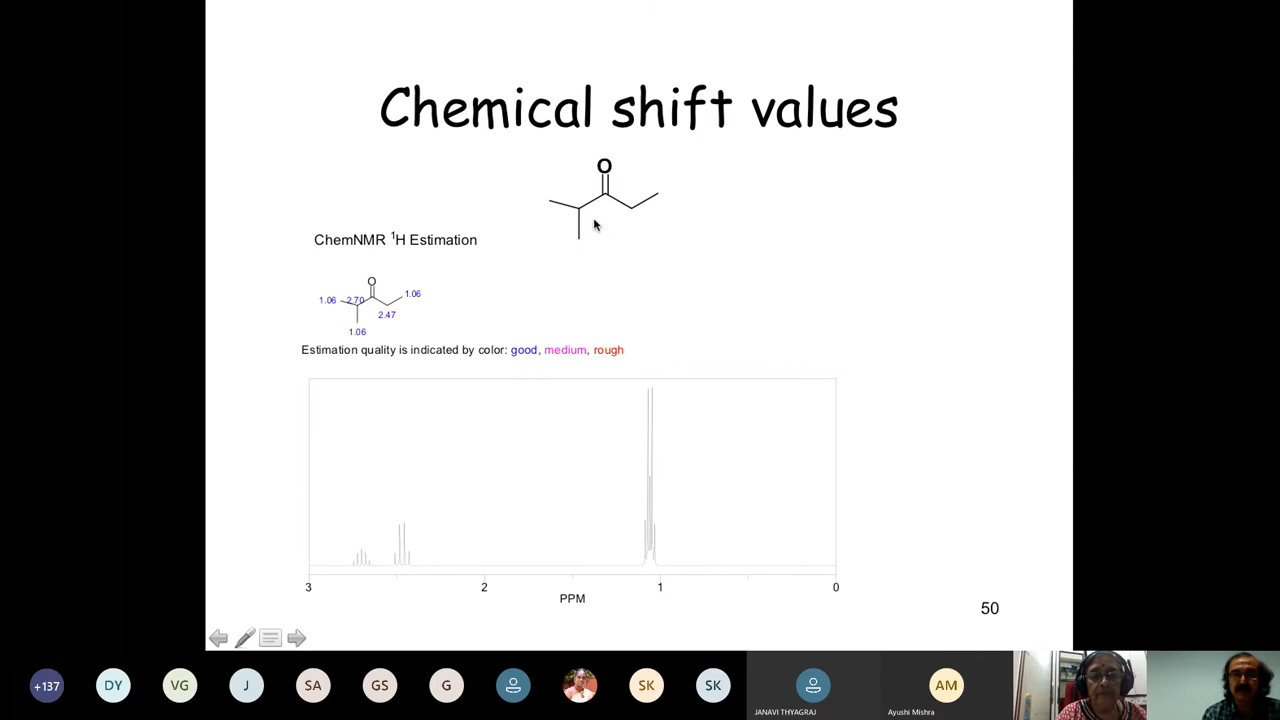 Chemical shift values
O
ChemNMR ¹H Estimation
O
1.06
1.06 2.70
2.47
1.06
Estimation quality is indicated by color: good, medium, rough
3 2 1 0
PPM
50
+137 DY VG J SA GS G SK SK AM
JANAVI THYAGRAJ Ayushi Mishra